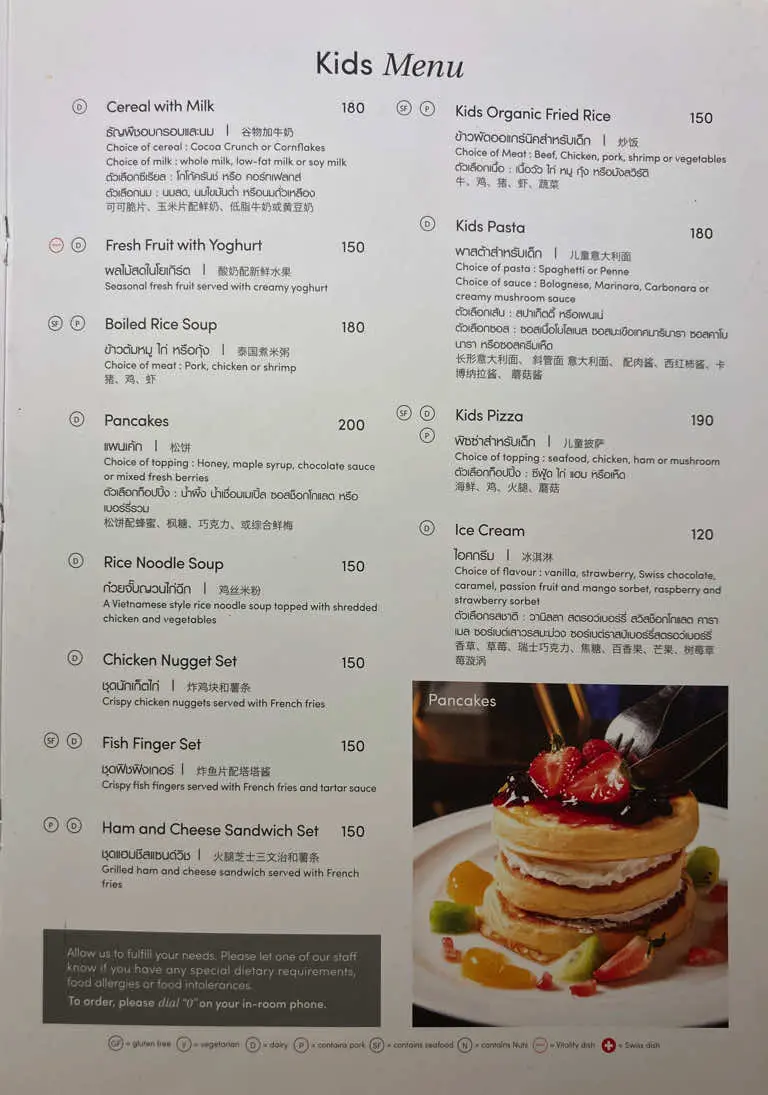 Kids Menu
D Cereal with Milk 180
ธัญพืชอบกรอบและนม | 谷物加牛奶
Choice of cereal : Cocoa Crunch or Cornflakes
Choice of milk : whole milk, low-fat milk or soy milk
ตัวเลือกซีเรียล : โกโก้ครันช์ หรือ คอร์นเฟลกส์
ตัวเลือกนม : นมสด, นมไขมันต่ำ หรือนมถั่วเหลือง
可可脆片、玉米片配鲜奶、低脂牛奶或黄豆奶
D Fresh Fruit with Yoghurt 150
ผลไม้สดในโยเกิร์ต | 酸奶配新鲜水果
Seasonal fresh fruit served with creamy yoghurt
SF P Boiled Rice Soup 180
ข้าวต้มหมู ไก่ หรือกุ้ง | 泰国煮米粥
Choice of meat : Pork, chicken or shrimp
猪、鸡、虾
D Pancakes 200
แพนเค้ก | 松饼
Choice of topping : Honey, maple syrup, chocolate sauce
or mixed fresh berries
ตัวเลือกท็อปปิ้ง : น้ำผึ้ง น้ำเชื่อมเมเปิ้ล ซอสช็อกโกแลต หรือ
เบอร์รี่รวม
松饼配蜂蜜、枫糖、巧克力、或综合鲜梅
D Rice Noodle Soup 150
ก๋วยจั๊บญวนไก่ฉีก | 鸡丝米粉
A Vietnamese style rice noodle soup topped with shredded
chicken and vegetables
D Chicken Nugget Set 150
ชุดนักเก็ตไก่ | 炸鸡块和薯条
Crispy chicken nuggets served with French fries
SF D Fish Finger Set 150
ชุดฟิชฟิงเกอร์ | 炸鱼片配塔塔酱
Crispy fish fingers served with French fries and tartar sauce
P D Ham and Cheese Sandwich Set 150
ชุดแฮมชีสแซนด์วิช | 火腿芝士三文治和薯条
Grilled ham and cheese sandwich served with French
fries
Allow us to fulfill your needs. Please let one of our staff
know if you have any special dietary requirements,
food allergies or food intolerances.
To order, please dial "0" on your in-room phone.
SF P Kids Organic Fried Rice 150
ข้าวผัดออแกร์นิคสำหรับเด็ก | 炒饭
Choice of Meat : Beef, Chicken, pork, shrimp or vegetables
ตัวเลือกเนื้อ : เนื้อวัว ไก่ หมู กุ้ง หรือมังสวิรัติ
牛、鸡、猪、虾、蔬菜
D Kids Pasta 180
พาสต้าสำหรับเด็ก | 儿童意大利面
Choice of pasta : Spaghetti or Penne
Choice of sauce : Bolognese, Marinara, Carbonara or
creamy mushroom sauce
ตัวเลือกเส้น : สปาเก็ตตี้ หรือเพนเน่
ตัวเลือกซอส : ซอสเนื้อโบโลเนส ซอสมะเขือเทศมารินารา ซอสคาโบ
นารา หรือซอสครีมเห็ด
长形意大利面、 斜管面 意大利面、 配肉酱、西红柿酱、卡
博纳拉酱、 蘑菇酱
SF D Kids Pizza 190
P พิซซ่าสำหรับเด็ก | 儿童披萨
Choice of topping : seafood, chicken, ham or mushroom
ตัวเลือกท็อปปิ้ง : ซีฟู้ด ไก่ แฮม หรือเห็ด
海鲜、鸡、火腿、蘑菇
D Ice Cream 120
ไอศกรีม | 冰淇淋
Choice of flavour : vanilla, strawberry, Swiss chocolate,
caramel, passion fruit and mango sorbet, raspberry and
strawberry sorbet
ตัวเลือกรสชาติ : วานิลลา สตรอว์เบอร์รี่ สวิสช็อกโกแลต คารา
เมล ซอร์เบต์เสาวรสมะม่วง ซอร์เบต์ราสป์เบอร์รี่สตรอว์เบอร์รี่
香草、草莓、瑞士巧克力、焦糖、百香果、芒果、树莓草
莓漩涡
Pancakes
GF = gluten free V = vegetarian D = dairy P = contains pork SF = contains seafood N = contains Nuts = Vitality dish = Swiss dish